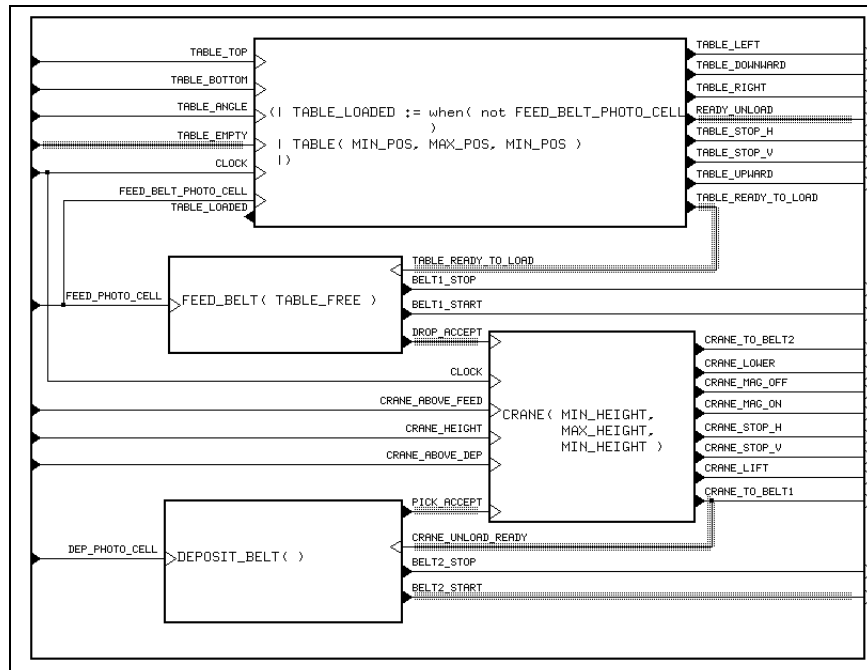 TABLE_TOP
TABLE_BOTTOM
TABLE_ANGLE
TABLE_EMPTY
CLOCK
FEED_BELT_PHOTO_CELL
TABLE_LOADED
(| TABLE_LOADED := when( not FEED_BELT_PHOTO_CELL
)
| TABLE( MIN_POS, MAX_POS, MIN_POS )
|)
TABLE_LEFT
TABLE_DOWNWARD
TABLE_RIGHT
READY_UNLOAD
TABLE_STOP_H
TABLE_STOP_V
TABLE_UPWARD
TABLE_READY_TO_LOAD
FEED_PHOTO_CELL
FEED_BELT( TABLE_FREE )
TABLE_READY_TO_LOAD
BELT1_STOP
BELT1_START
DROP_ACCEPT
CLOCK
CRANE_ABOVE_FEED
CRANE_HEIGHT
CRANE_ABOVE_DEP
CRANE( MIN_HEIGHT,
MAX_HEIGHT,
MIN_HEIGHT )
CRANE_TO_BELT2
CRANE_LOWER
CRANE_MAG_OFF
CRANE_MAG_ON
CRANE_STOP_H
CRANE_STOP_V
CRANE_LIFT
CRANE_TO_BELT1
DEP_PHOTO_CELL
DEPOSIT_BELT( )
PICK_ACCEPT
CRANE_UNLOAD_READY
BELT2_STOP
BELT2_START